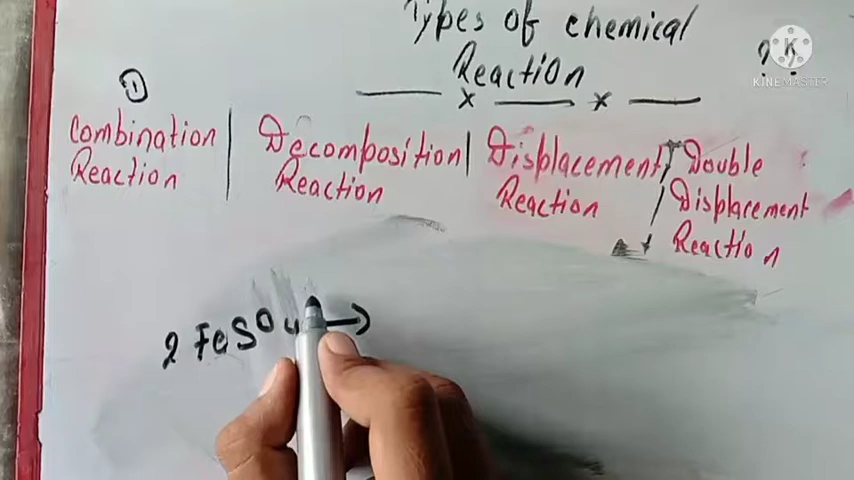 Types of chemical
Reaction
? K
KINEMASTER
①
Combination
Reaction
Decomposition
Reaction
Displacement
Reaction
Double
Displacement
Reaction
2 FeSO4 →